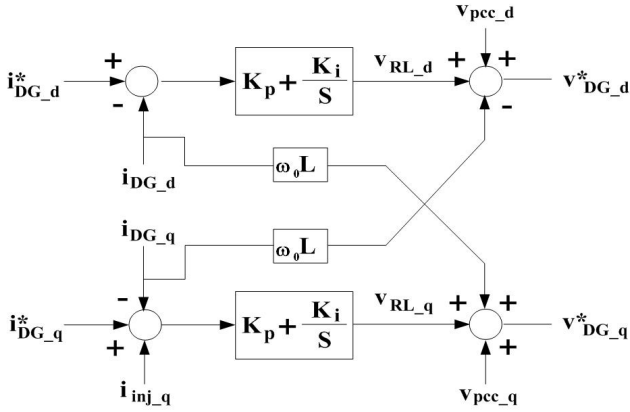 v_pcc_d
+
i*_DG_d + - K_p + K_i/S v_RL_d + + - v*_DG_d
i_DG_d ω_0L
i_DG_q ω_0L
i*_DG_q - + K_p + K_i/S v_RL_q + + + v*_DG_q
i_inj_q v_pcc_q